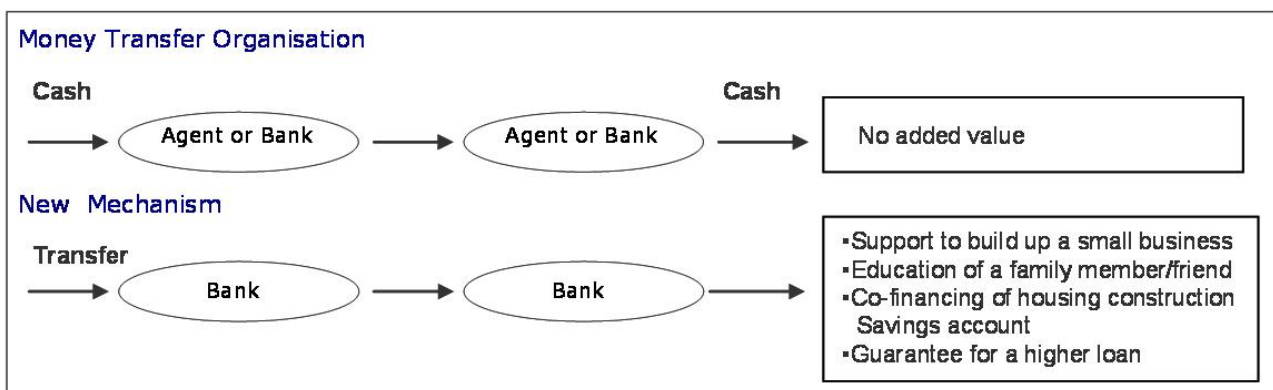 Money Transfer Organisation
Cash
Agent or Bank
Agent or Bank
Cash
No added value
New Mechanism
Transfer
Bank
Bank
▪Support to build up a small business
▪Education of a family member/friend
▪Co-financing of housing construction
Savings account
▪Guarantee for a higher loan